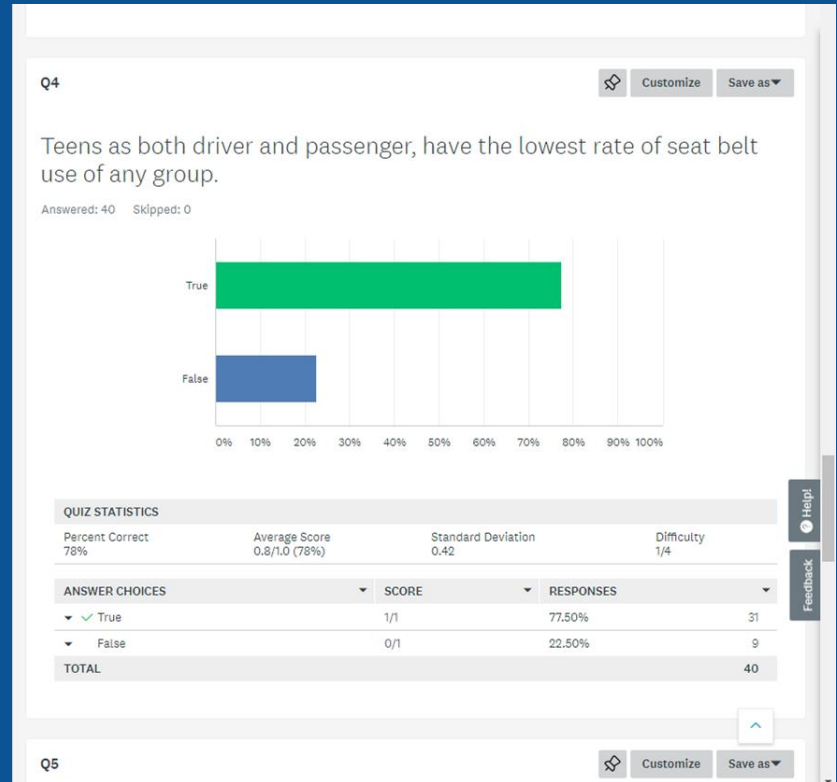 Q4
Customize
Save as
Teens as both driver and passenger, have the lowest rate of seat belt
use of any group.
Answered: 40 Skipped: 0
True
False
0% 10% 20% 30% 40% 50% 60% 70% 80% 90% 100%
QUIZ STATISTICS
Percent Correct Average Score Standard Deviation Difficulty
78% 0.8/1.0 (78%) 0.42 1/4
ANSWER CHOICES SCORE RESPONSES
True 1/1 77.50% 31
False 0/1 22.50% 9
TOTAL 40
? Help!
Feedback
Q5
Customize
Save as